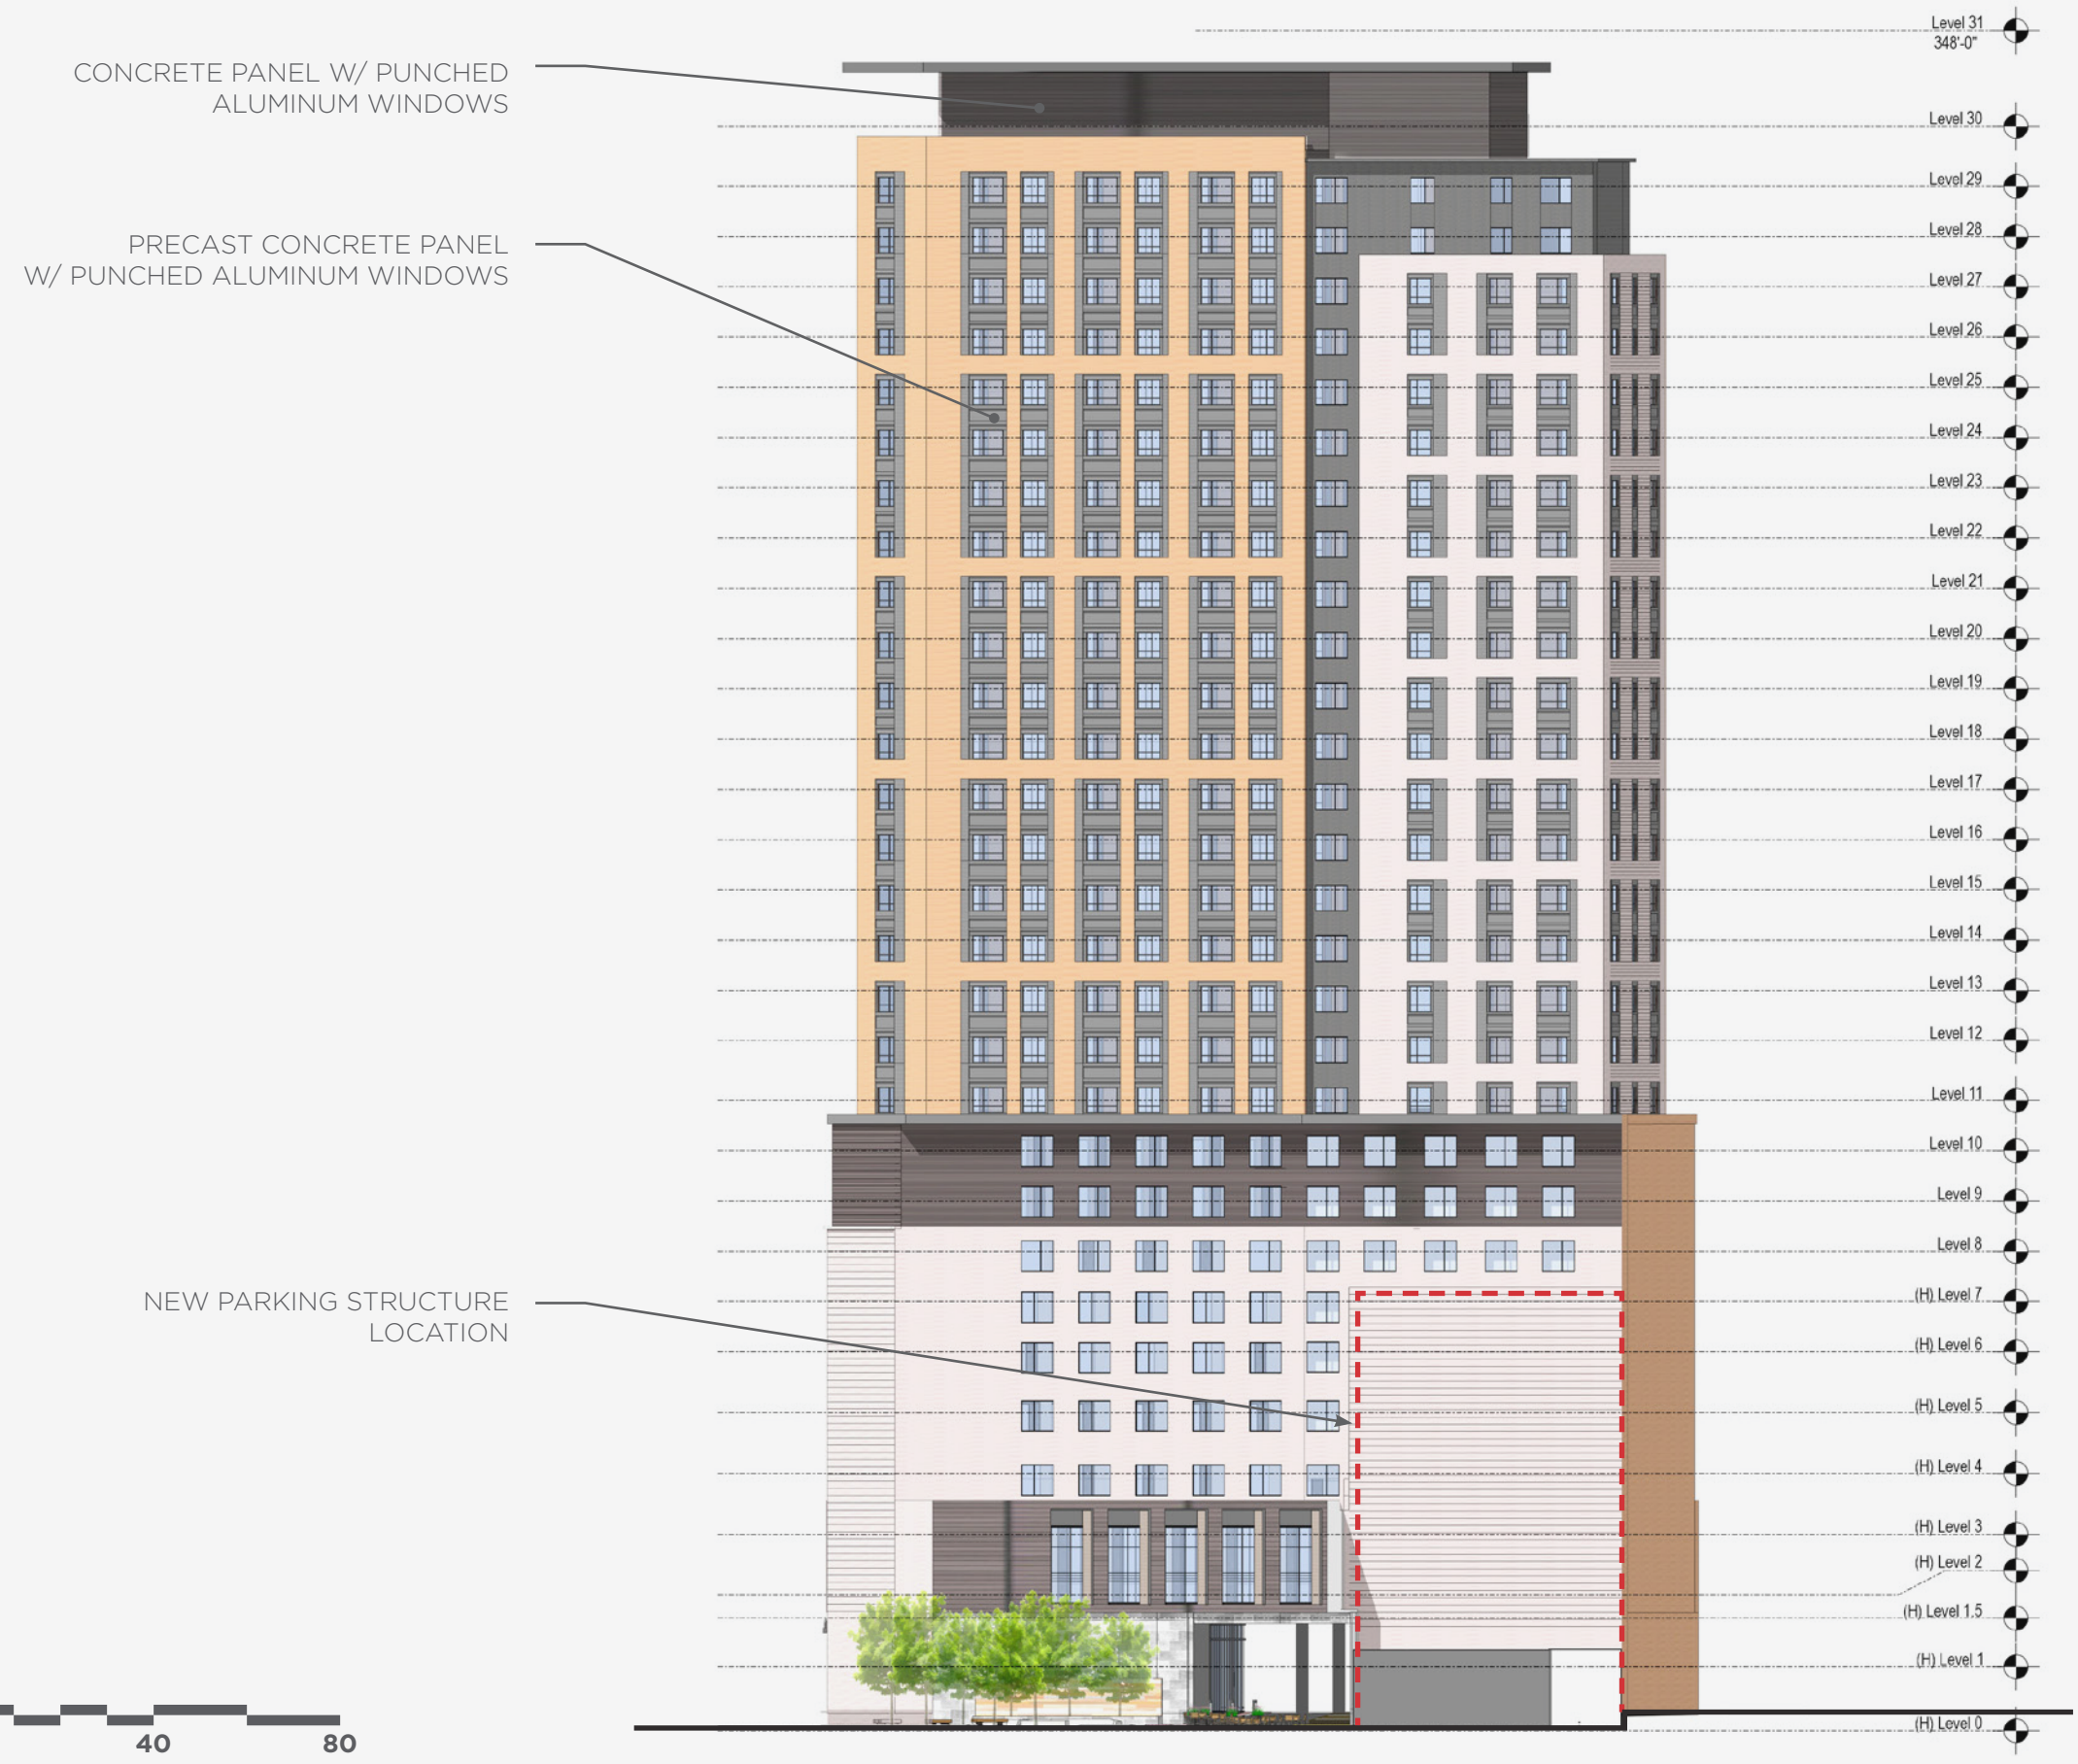 CONCRETE PANEL W/ PUNCHED
ALUMINUM WINDOWS
PRECAST CONCRETE PANEL
W/ PUNCHED ALUMINUM WINDOWS
NEW PARKING STRUCTURE
LOCATION
40 80
Level 31
348'-0"
Level 30
Level 29
Level 28
Level 27
Level 26
Level 25
Level 24
Level 23
Level 22
Level 21
Level 20
Level 19
Level 18
Level 17
Level 16
Level 15
Level 14
Level 13
Level 12
Level 11
Level 10
Level 9
Level 8
(H) Level 7
(H) Level 6
(H) Level 5
(H) Level 4
(H) Level 3
(H) Level 2
(H) Level 1.5
(H) Level 1
(H) Level 0